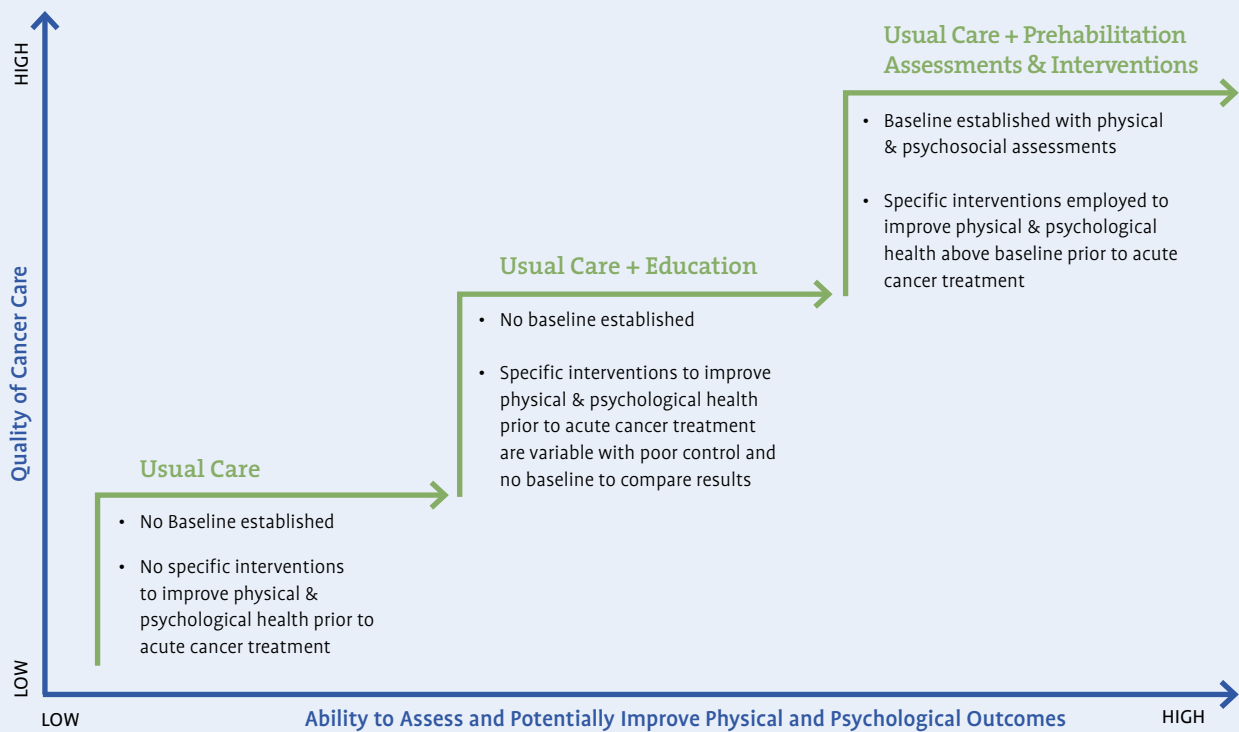 HIGH
Quality of Cancer Care
LOW
Usual Care + Prehabilitation
Assessments & Interventions
• Baseline established with physical
& psychosocial assessments
• Specific interventions employed to
improve physical & psychological
health above baseline prior to acute
cancer treatment
Usual Care + Education
• No baseline established
• Specific interventions to improve
physical & psychological health
prior to acute cancer treatment
are variable with poor control and
no baseline to compare results
Usual Care
• No Baseline established
• No specific interventions
to improve physical &
psychological health prior to
acute cancer treatment
LOW
Ability to Assess and Potentially Improve Physical and Psychological Outcomes
HIGH